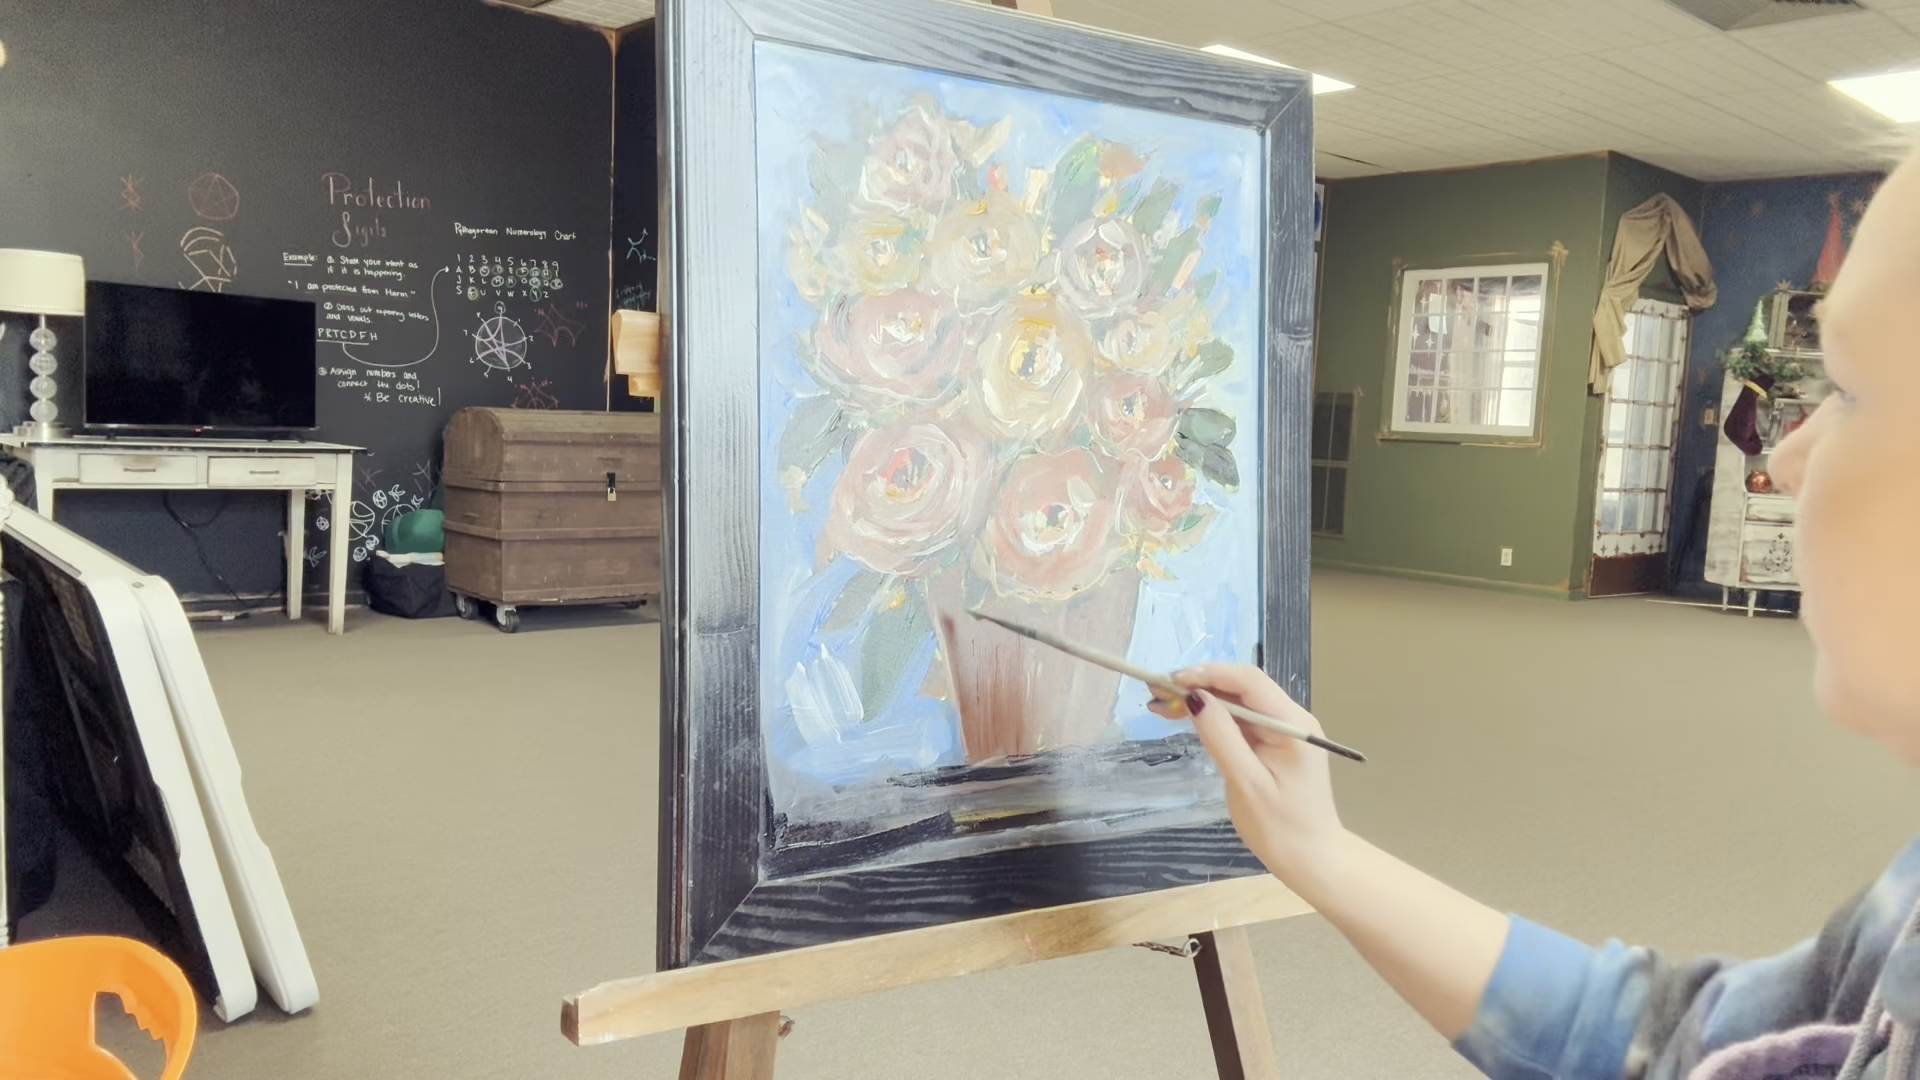 Protection
Sigils
Example: ① State your intent as
if it is happening.
"I am protected from Harm."
② Cross out repeating letters
and vowels.
PRTCDFH
③ Assign numbers and
connect the dots!
* Be creative!
Pythagorean Numerology Chart
1 2 3 4 5 6 7 8 9
A B C D E F G H I
J K L M N O P Q R
S T U V W X Y Z